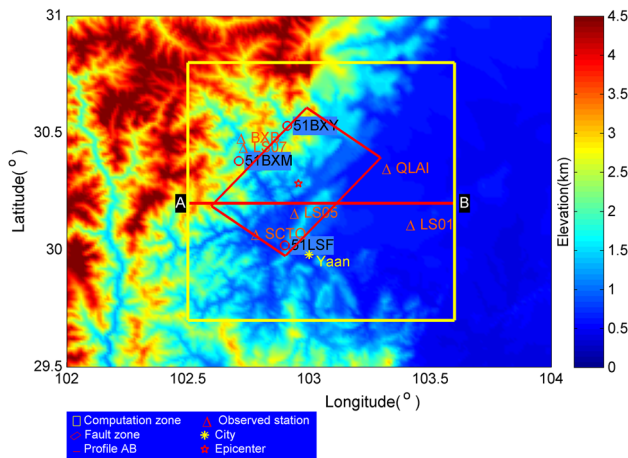 31
30.5
30
29.5
Latitude(°)
102
102.5
103
103.5
104
Longitude(°)
51BXY
BXB
LS07
51BXM
QLAI
A
B
LS05
LS01
SCTQ
51LSF
Yaan
4.5
4
3.5
3
2.5
2
1.5
1
0.5
0
Elevation(km)
Computation zone
Observed station
Fault zone
City
Profile AB
Epicenter